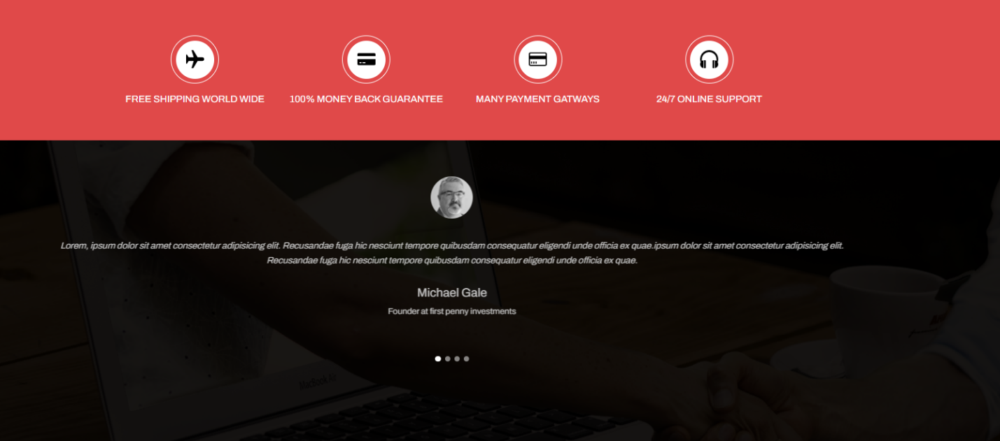 FREE SHIPPING WORLD WIDE
100% MONEY BACK GUARANTEE
MANY PAYMENT GATWAYS
24/7 ONLINE SUPPORT
Lorem, ipsum dolor sit amet consectetur adipisicing elit. Recusandae fuga hic nesciunt tempore quibusdam consequatur eligendi unde officia ex quae.ipsum dolor sit amet consectetur adipisicing elit.
Recusandae fuga hic nesciunt tempore quibusdam consequatur eligendi unde officia ex quae.
Michael Gale
Founder at first penny investments
MacBook Air